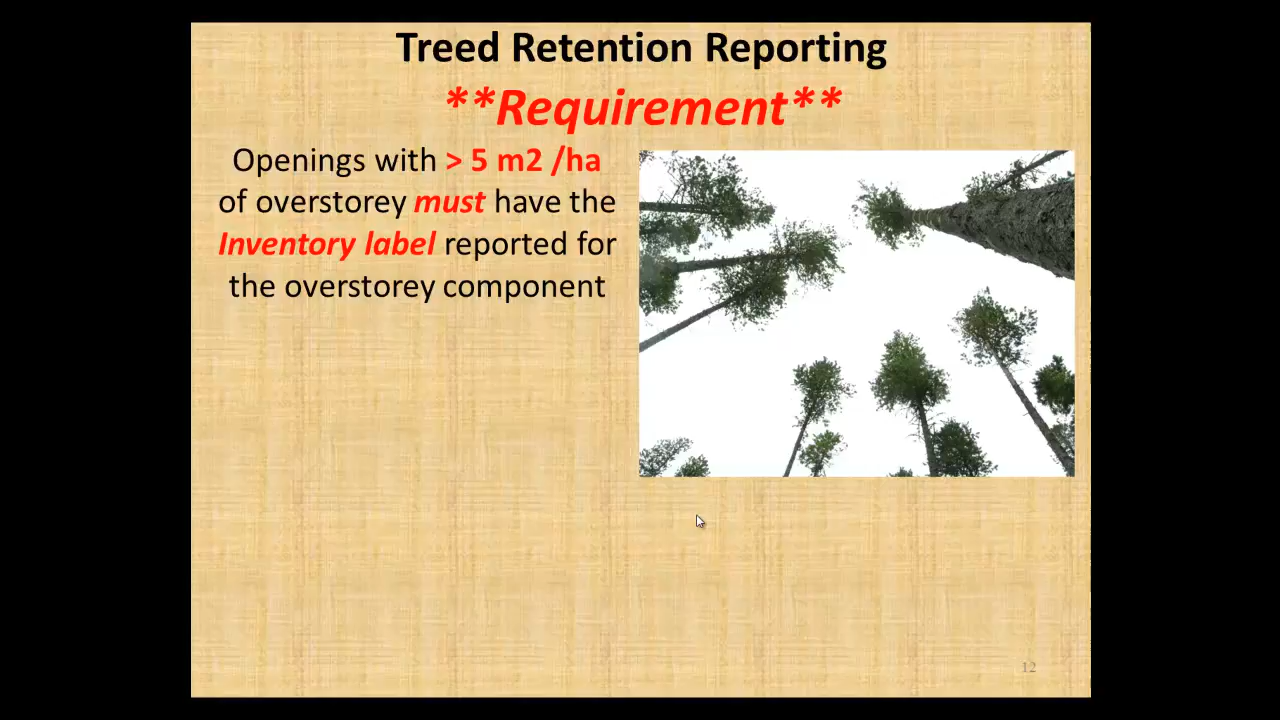 Treed Retention Reporting
**Requirement**
Openings with > 5 m2 /ha
of overstorey must have the
Inventory label reported for
the overstorey component
12